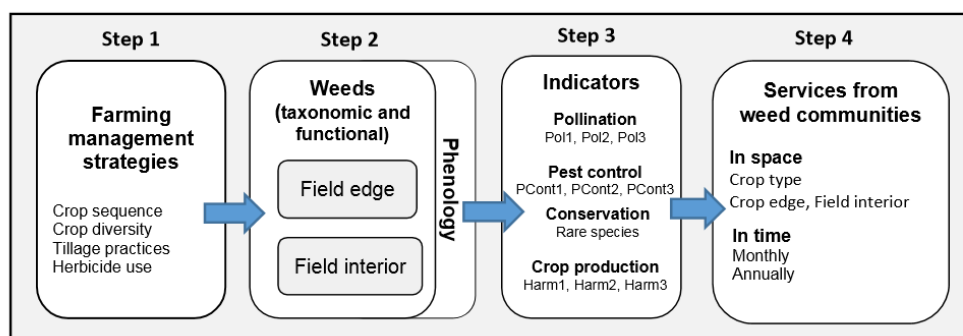 Step 1
Farming
management
strategies
Crop sequence
Crop diversity
Tillage practices
Herbicide use
Step 2
Weeds
(taxonomic and
functional)
Field edge
Field interior
Phenology
Step 3
Indicators
Pollination
Pol1, Pol2, Pol3
Pest control
PCont1, PCont2, PCont3
Conservation
Rare species
Crop production
Harm1, Harm2, Harm3
Step 4
Services from
weed communities
In space
Crop type
Crop edge, Field interior
In time
Monthly
Annually